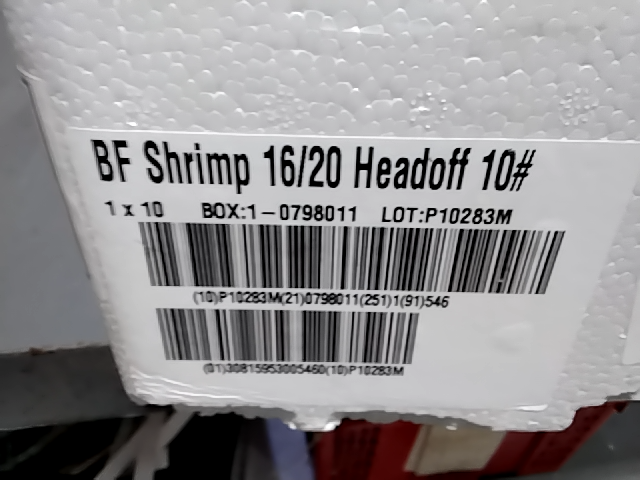 BF Shrimp 16/20 Headoff 10#
1 x 10 BOX:1-0798011 LOT:P10283M
(10)P10283M(21)0798011(251)1(91)546
(01)30815953005460(10)P10283M